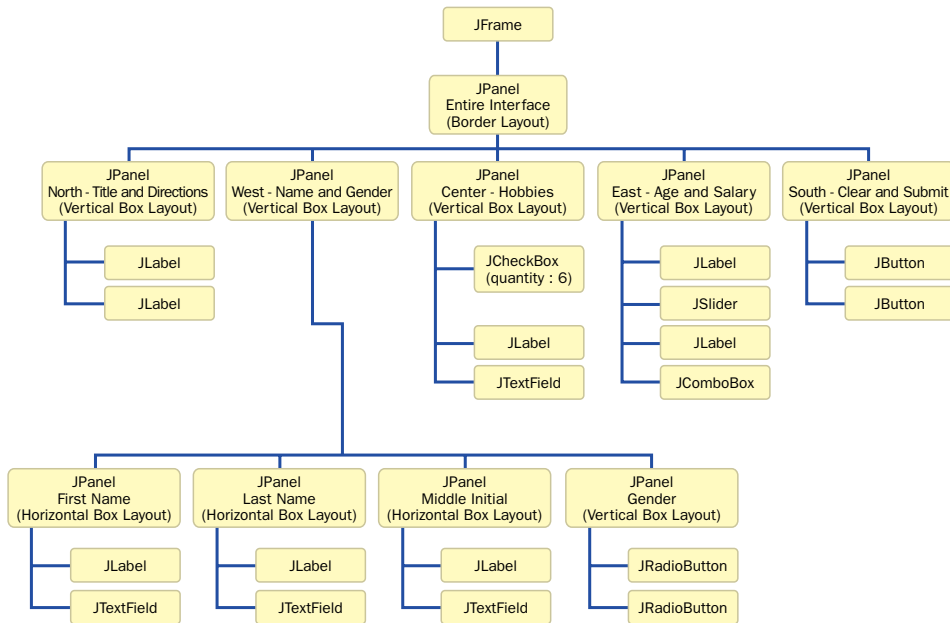 JFrame
JPanel
Entire Interface
(Border Layout)
JPanel
North - Title and Directions
(Vertical Box Layout)
JPanel
West - Name and Gender
(Vertical Box Layout)
JPanel
Center - Hobbies
(Vertical Box Layout)
JPanel
East - Age and Salary
(Vertical Box Layout)
JPanel
South - Clear and Submit
(Vertical Box Layout)
JLabel
JLabel
JCheckBox
(quantity : 6)
JLabel
JTextField
JLabel
JSlider
JLabel
JComboBox
JButton
JButton
JPanel
First Name
(Horizontal Box Layout)
JPanel
Last Name
(Horizontal Box Layout)
JPanel
Middle Initial
(Horizontal Box Layout)
JPanel
Gender
(Vertical Box Layout)
JLabel
JTextField
JLabel
JTextField
JLabel
JTextField
JRadioButton
JRadioButton